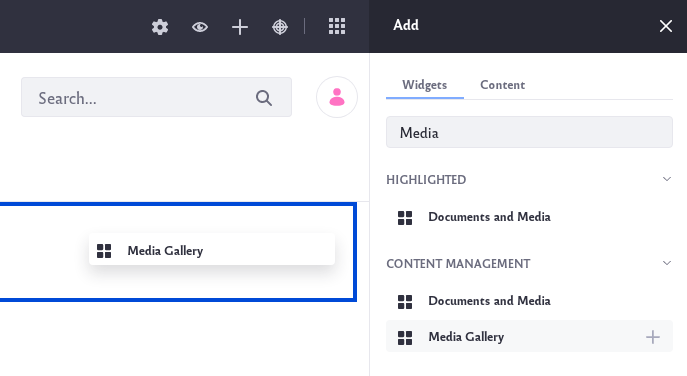 Add
Search...
Widgets
Content
Media
HIGHLIGHTED
Documents and Media
Media Gallery
CONTENT MANAGEMENT
Documents and Media
Media Gallery